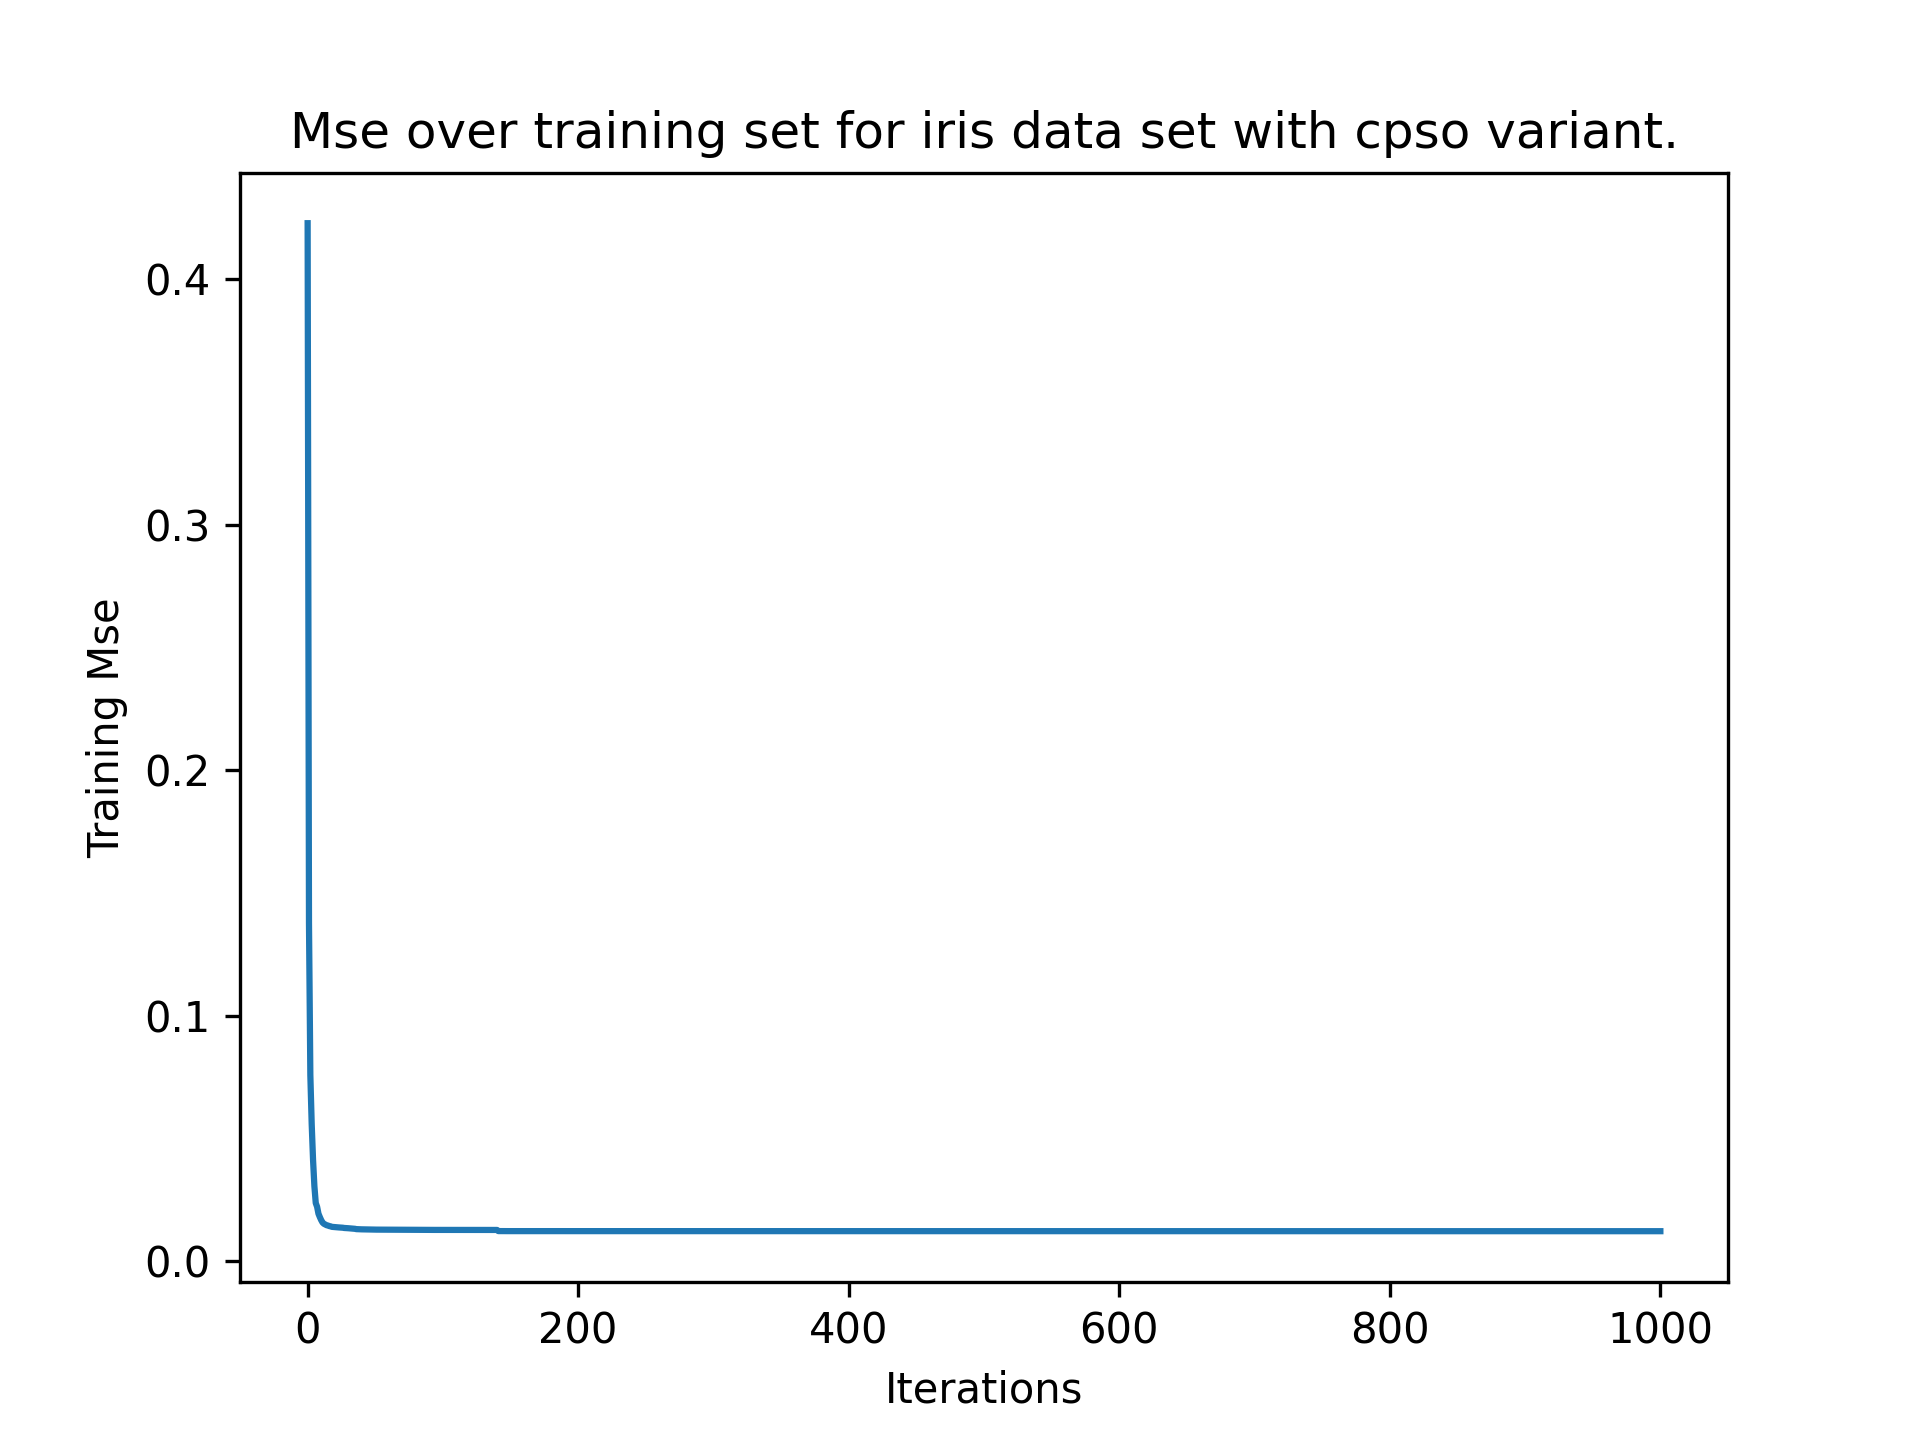 Mse over training set for iris data set with cpso variant.
0.4
0.3
0.2
0.1
0.0
Training Mse
0 200 400 600 800 1000
Iterations